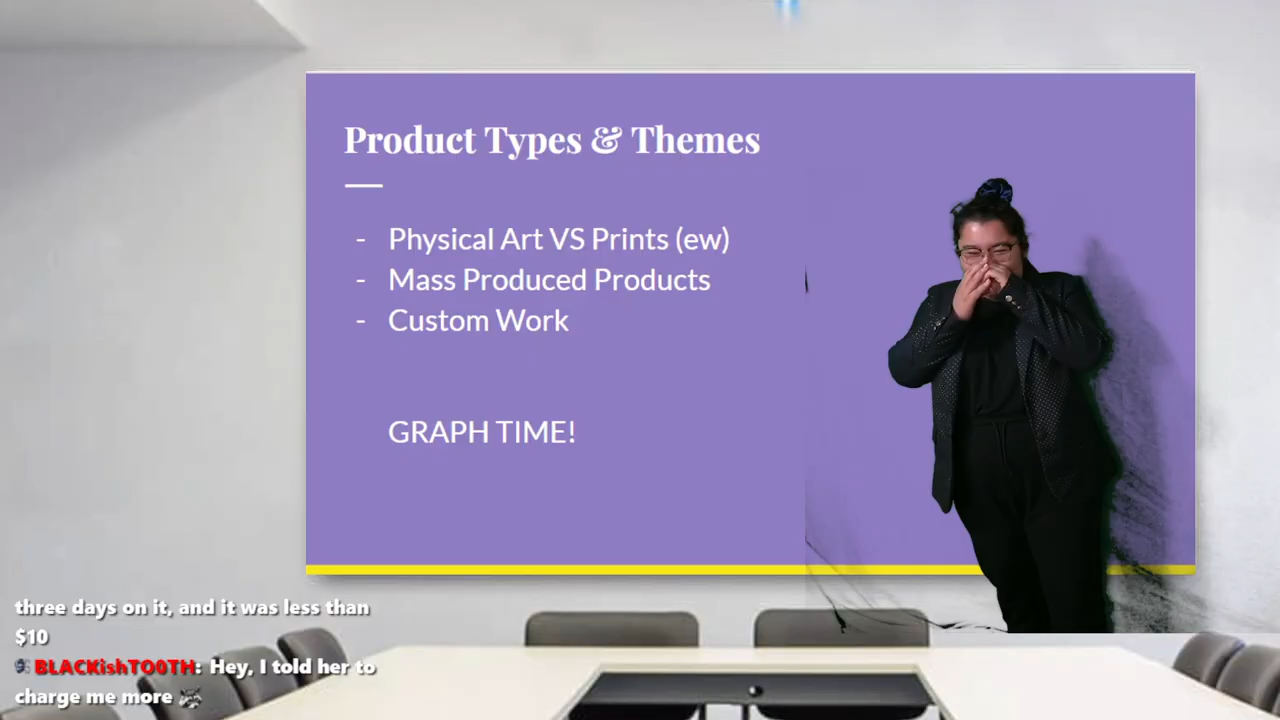 Product Types & Themes
- Physical Art VS Prints (ew)
- Mass Produced Products
- Custom Work
GRAPH TIME!
three days on it, and it was less than
$10
BLACKishTO0TH: Hey, I told her to
charge me more